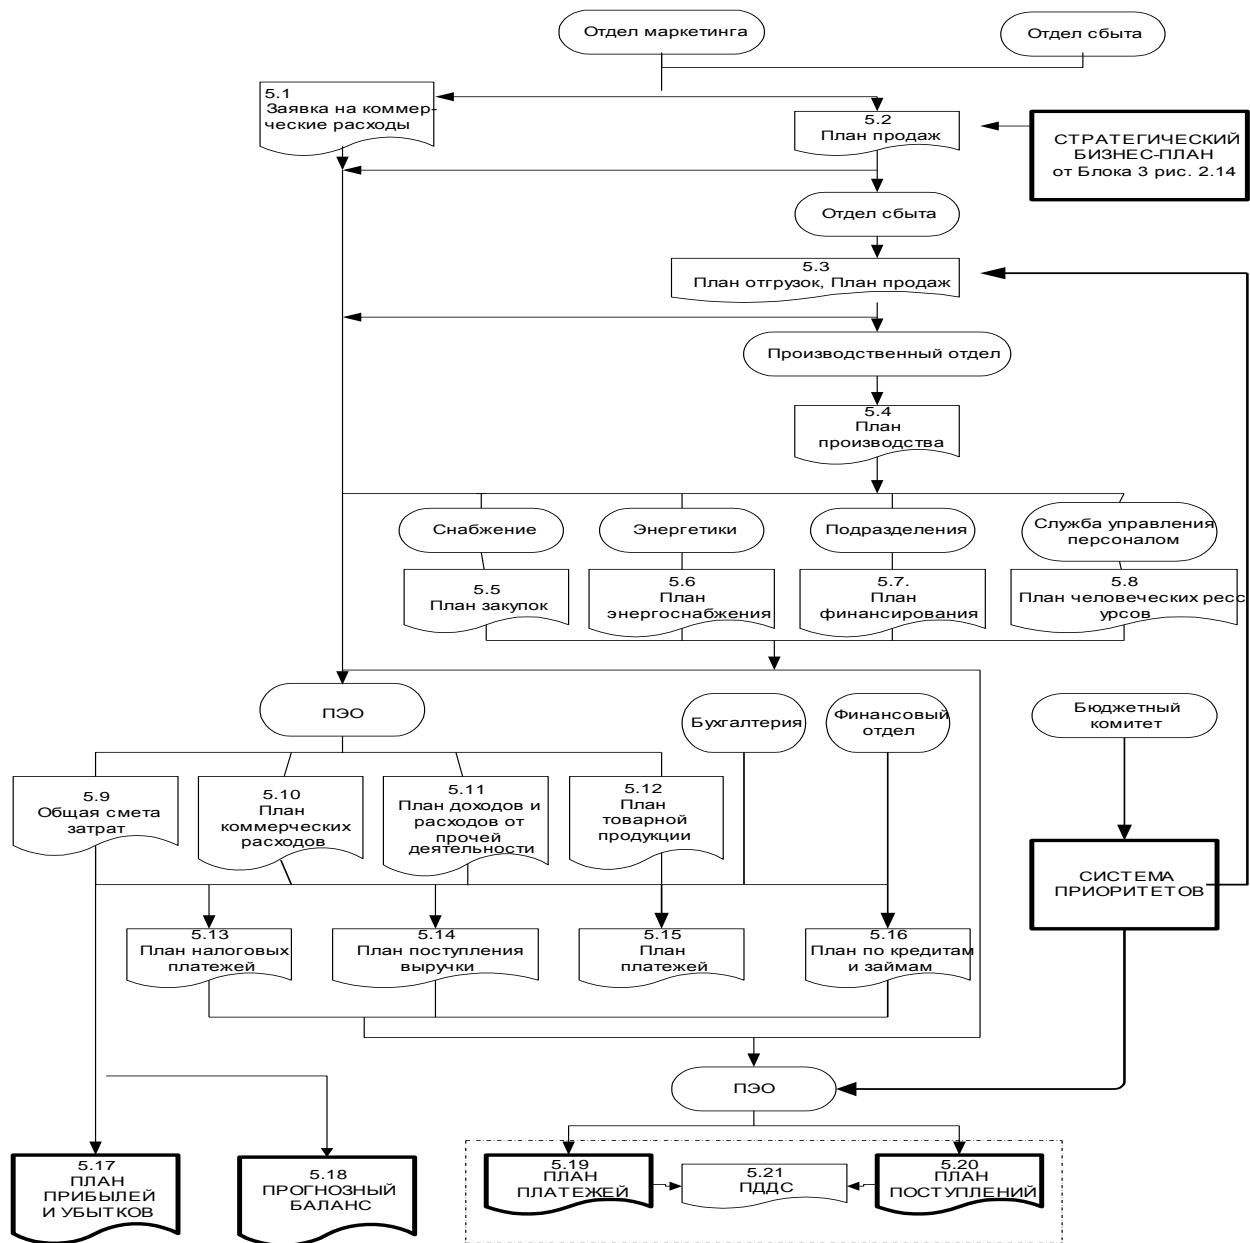 Отдел маркетинга
Отдел сбыта
5.1
Заявка на коммер-
ческие расходы
5.2
План продаж
СТРАТЕГИЧЕСКИЙ
БИЗНЕС-ПЛАН
от Блока 3 рис. 2.14
Отдел сбыта
5.3
План отгрузок, План продаж
Производственный отдел
5.4
План
производства
Снабжение
Энергетики
Подразделения
Служба управления
персоналом
5.5
План закупок
5.6
План
энергоснабжения
5.7.
План
финансирования
5.8
План человеческих ресс
урсов
ПЭО
Бухгалтерия
Финансовый
отдел
Бюджетный
комитет
5.9
Общая смета
затрат
5.10
План
коммерческих
расходов
5.11
План доходов и
расходов от
прочей
деятельности
5.12
План
товарной
продукции
СИСТЕМА
ПРИОРИТЕТОВ
5.13
План налоговых
платежей
5.14
План поступления
выручки
5.15
План
платежей
5.16
План по кредитам
и займам
ПЭО
5.17
ПЛАН
ПРИБЫЛЕЙ
И УБЫТКОВ
5.18
ПРОГНОЗНЫЙ
БАЛАНС
5.19
ПЛАН
ПЛАТЕЖЕЙ
5.21
ПДДС
5.20
ПЛАН
ПОСТУПЛЕНИЙ